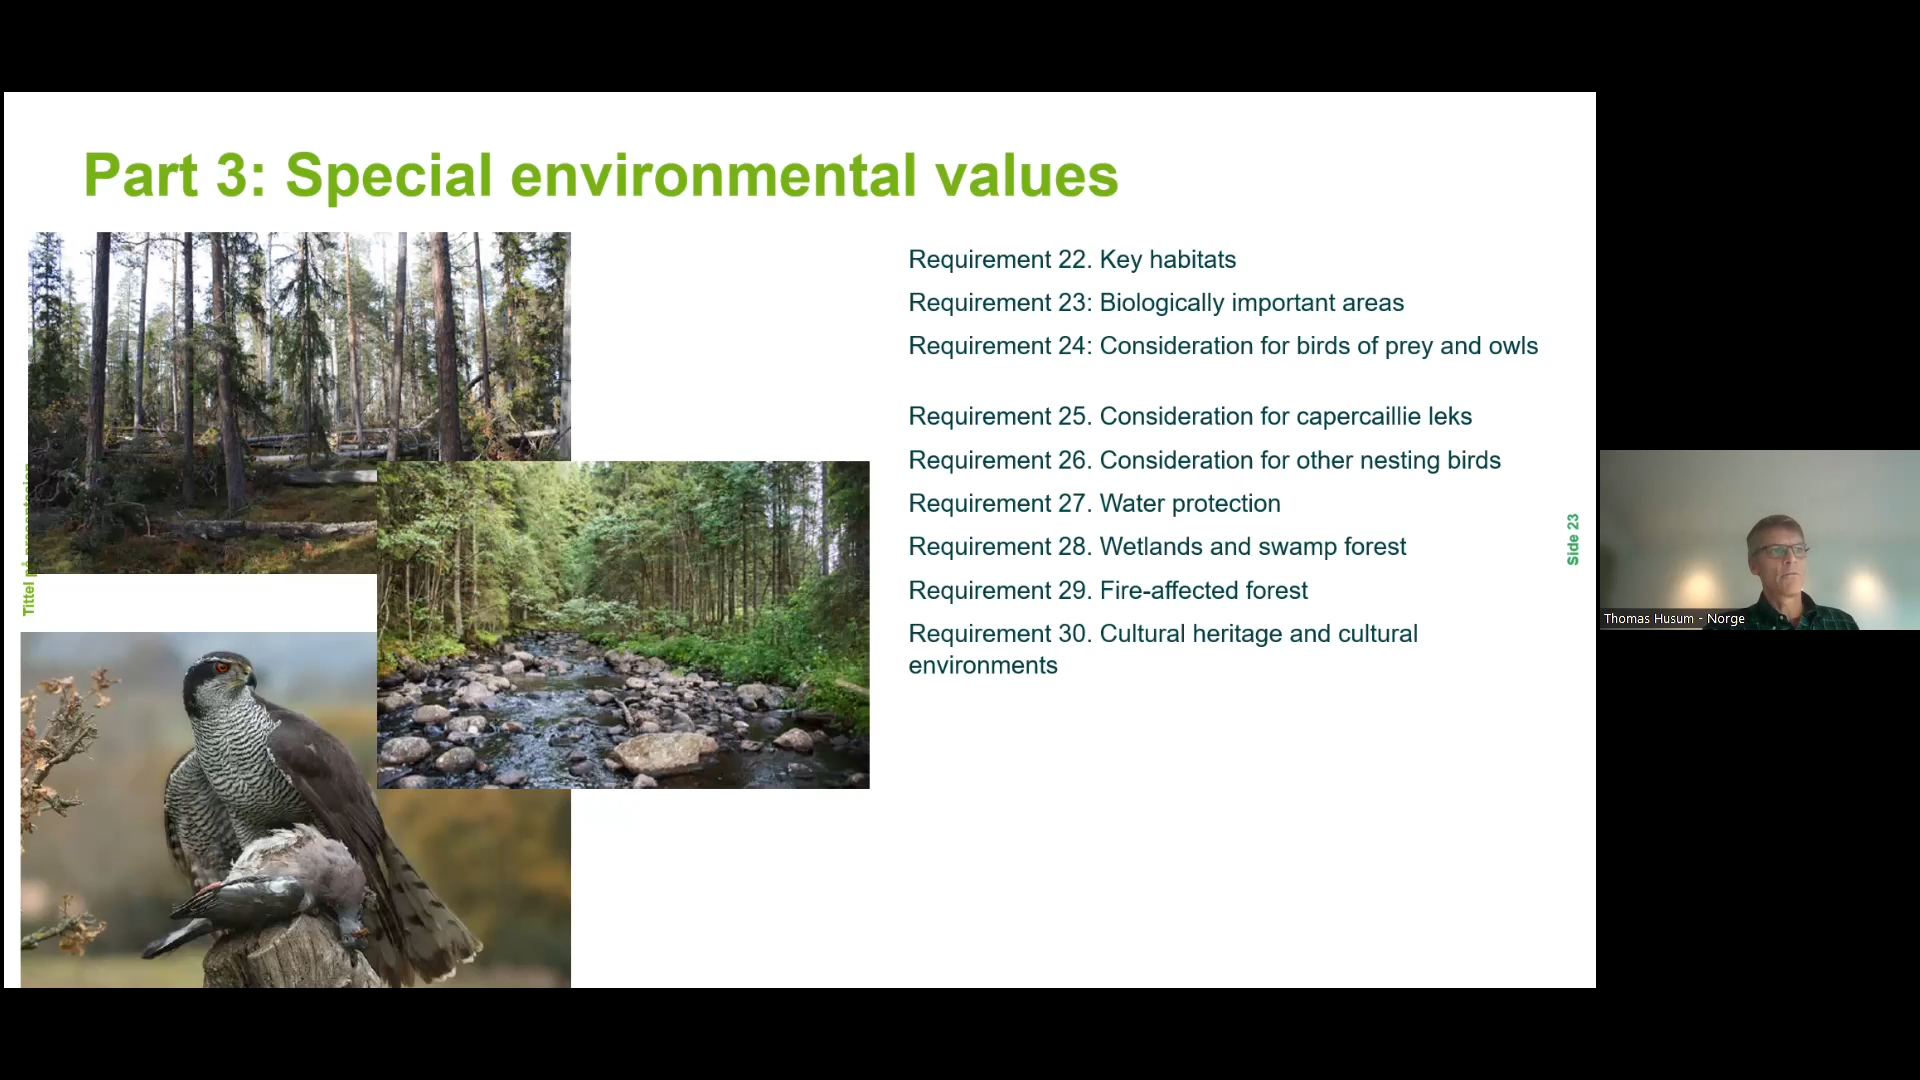 Part 3: Special environmental values
Requirement 22. Key habitats
Requirement 23: Biologically important areas
Requirement 24: Consideration for birds of prey and owls
Requirement 25. Consideration for capercaillie leks
Requirement 26. Consideration for other nesting birds
Requirement 27. Water protection
Requirement 28. Wetlands and swamp forest
Requirement 29. Fire-affected forest
Requirement 30. Cultural heritage and cultural
environments
Tittel
Side 23
Thomas Husum - Norge